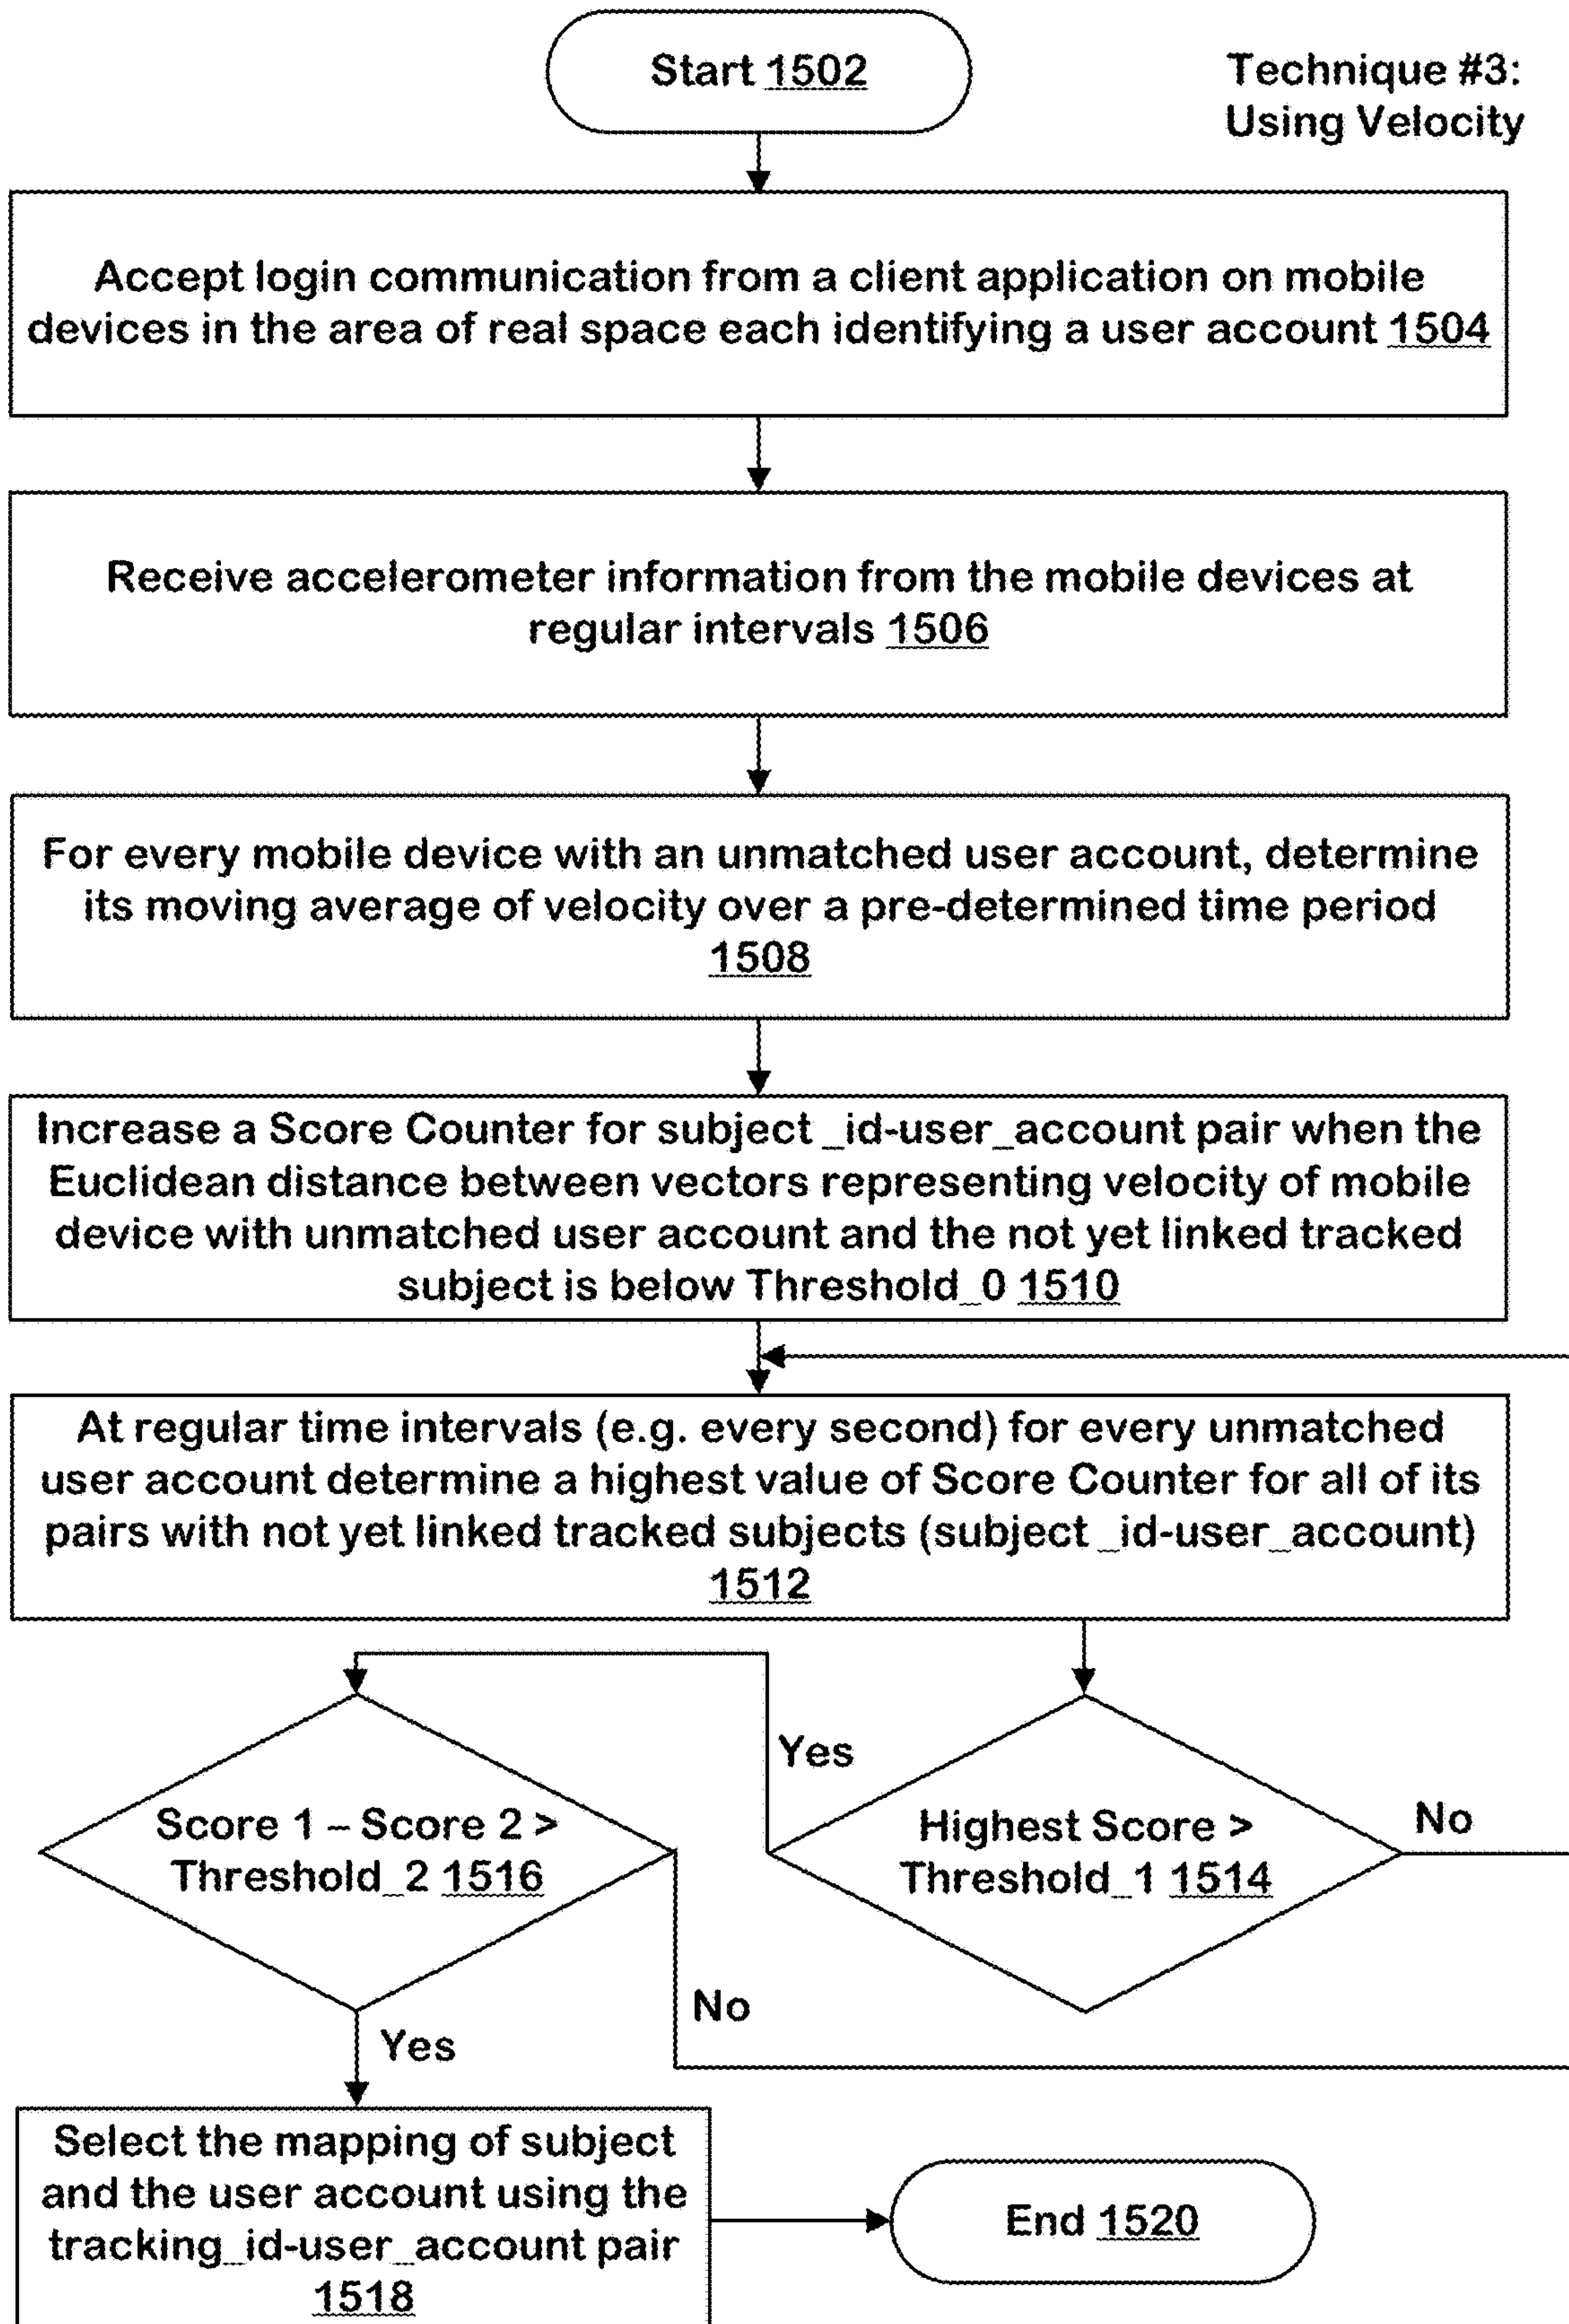 Start 1502
Technique #3:
Using Velocity
Accept login communication from a client application on mobile
devices in the area of real space each identifying a user account 1504
Receive accelerometer information from the mobile devices at
regular intervals 1506
For every mobile device with an unmatched user account, determine
its moving average of velocity over a pre-determined time period
1508
Increase a Score Counter for subject _id-user_account pair when the
Euclidean distance between vectors representing velocity of mobile
device with unmatched user account and the not yet linked tracked
subject is below Threshold_0 1510
At regular time intervals (e.g. every second) for every unmatched
user account determine a highest value of Score Counter for all of its
pairs with not yet linked tracked subjects (subject _id-user_account)
1512
Yes
Highest Score >
Threshold_1 1514
No
Score 1 – Score 2 >
Threshold_2 1516
No
Yes
Select the mapping of subject
and the user account using the
tracking_id-user_account pair
1518
End 1520